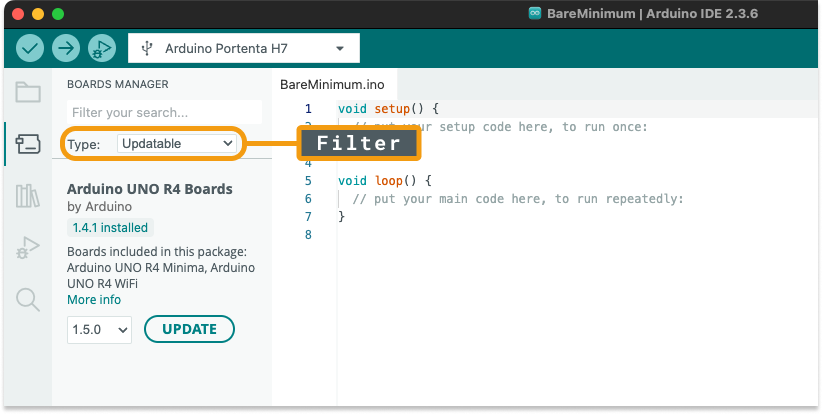 BareMinimum | Arduino IDE 2.3.6
Arduino Portenta H7
BOARDS MANAGER
Filter your search...
Type: Updatable
Filter
Arduino UNO R4 Boards
by Arduino
1.4.1 installed
Boards included in this package:
Arduino UNO R4 Minima, Arduino
UNO R4 WiFi
More info
1.5.0
UPDATE
BareMinimum.ino
1 void setup() {
2 // put your setup code here, to run once:
4
5 void loop() {
6 // put your main code here, to run repeatedly:
7 }
8